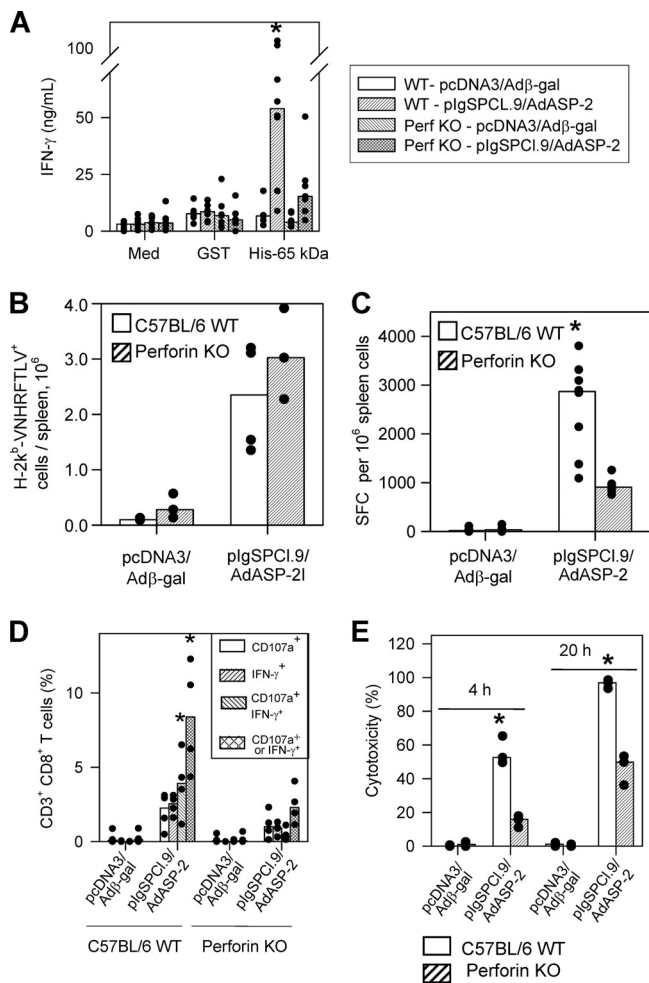 A
IFN-γ (ng/mL)
100
50
25
0
*
Med GST His-65 kDa
WT- pcDNA3/Adβ-gal
WT - pIgSPCL.9/AdASP-2
Perf KO - pcDNA3/Adβ-gal
Perf KO - pIgSPCl.9/AdASP-2
B
H-2kᵇ-VNHRFTLV⁺
cells / spleen, 10⁶
4.0
3.0
2.0
1.0
0.0
C57BL/6 WT
Perforin KO
pcDNA3/
Adβ-gal
pIgSPCl.9/
AdASP-2l
C
SFC per 10⁶ spleen cells
4000
3000
2000
1000
0
C57BL/6 WT
Perforin KO
*
pcDNA3/
Adβ-gal
pIgSPCl.9/
AdASP-2
D
CD3⁺ CD8⁺ T cells (%)
10
5
0
*
*
CD107a⁺
IFN-γ⁺
CD107a⁺
IFN-γ⁺
CD107a⁺
or IFN-γ⁺
pcDNA3/
Adβ-gal
pIgSPCl.9/
AdASP-2
pcDNA3/
Adβ-gal
pIgSPCl.9/
AdASP-2
C57BL/6 WT
Perforin KO
E
Cytotoxicity (%)
120
100
80
60
40
20
0
4 h
20 h
*
*
pcDNA3/
Adβ-gal
pIgSPCl.9/
AdASP-2
pcDNA3/
Adβ-gal
pIgSPCl.9/
AdASP-2
C57BL/6 WT
Perforin KO